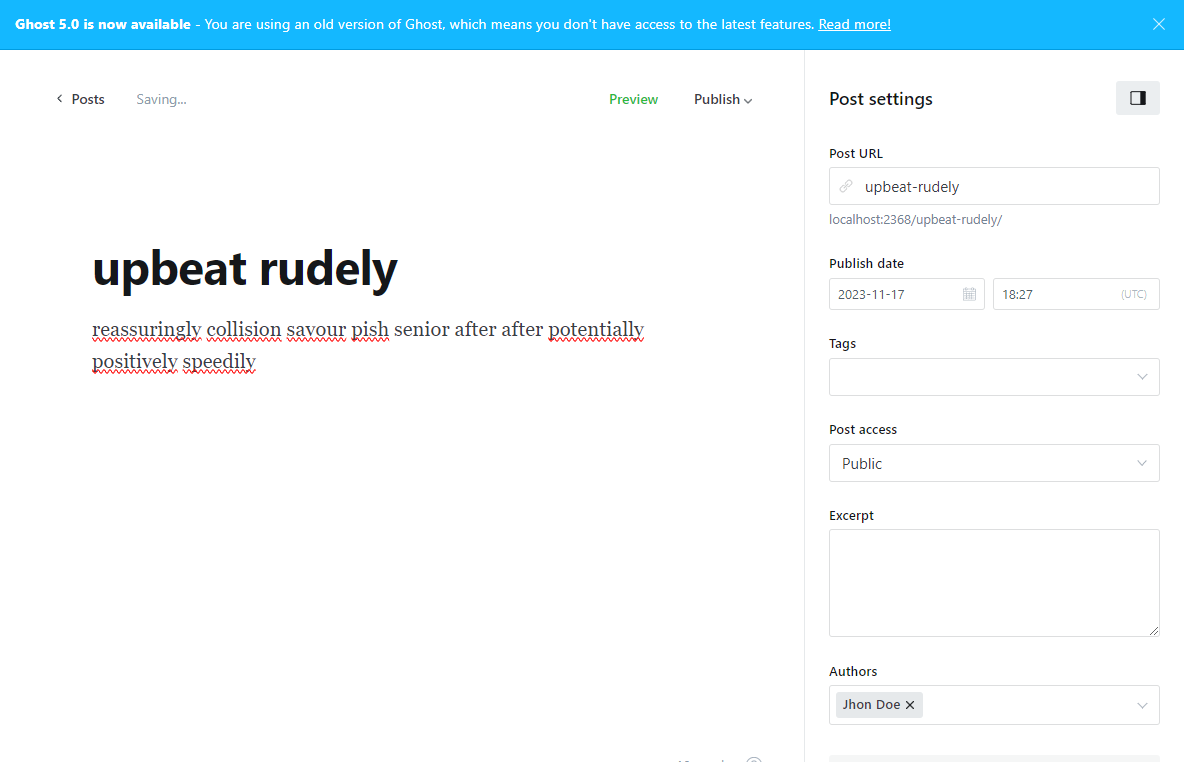 Ghost 5.0 is now available - You are using an old version of Ghost, which means you don't have access to the latest features. Read more!
Posts
Saving...
Preview
Publish
upbeat rudely
reassuringly collision savour pish senior after after potentially
positively speedily
Post settings
Post URL
upbeat-rudely
localhost:2368/upbeat-rudely/
Publish date
2023-11-17
18:27
(UTC)
Tags
Post access
Public
Excerpt
Authors
Jhon Doe